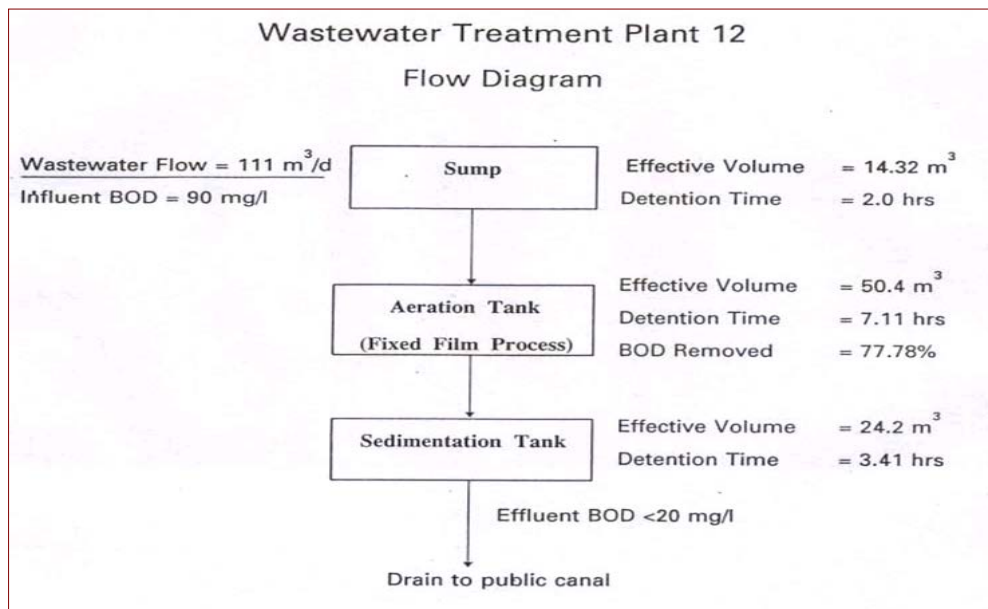 Wastewater Treatment Plant 12
Flow Diagram
Wastewater Flow = 111 m³/d
Influent BOD = 90 mg/l
Sump
Effective Volume = 14.32 m³
Detention Time = 2.0 hrs
Aeration Tank
(Fixed Film Process)
Effective Volume = 50.4 m³
Detention Time = 7.11 hrs
BOD Removed = 77.78%
Sedimentation Tank
Effective Volume = 24.2 m³
Detention Time = 3.41 hrs
Effluent BOD <20 mg/l
Drain to public canal